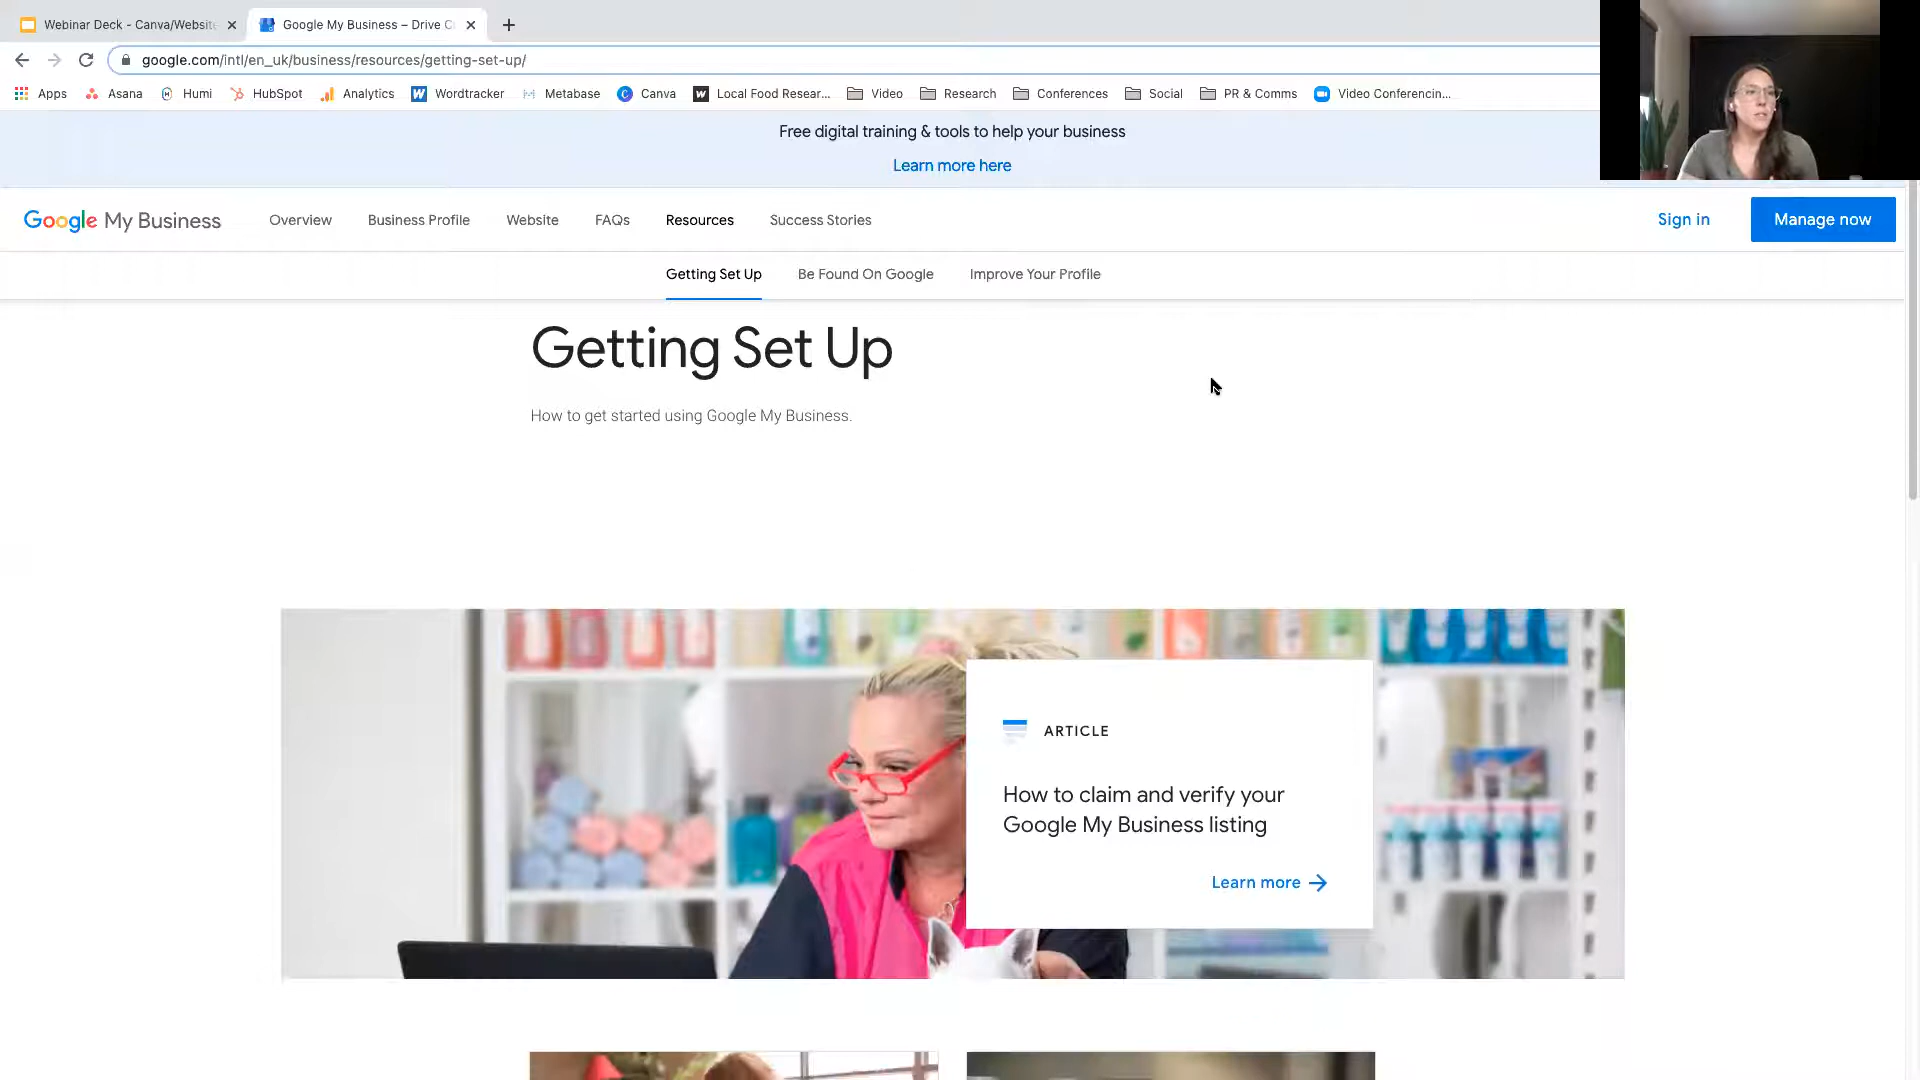 Webinar Deck - Canva/Website
Google My Business – Drive C
google.com/intl/en_uk/business/resources/getting-set-up/
Apps Asana Humi HubSpot Analytics Wordtracker Metabase Canva Local Food Resear... Video Research Conferences Social PR & Comms Video Conferencin...
Free digital training & tools to help your business
Learn more here
Google My Business Overview Business Profile Website FAQs Resources Success Stories Sign in Manage now
Getting Set Up Be Found On Google Improve Your Profile
Getting Set Up
How to get started using Google My Business.
ARTICLE
How to claim and verify your
Google My Business listing
Learn more